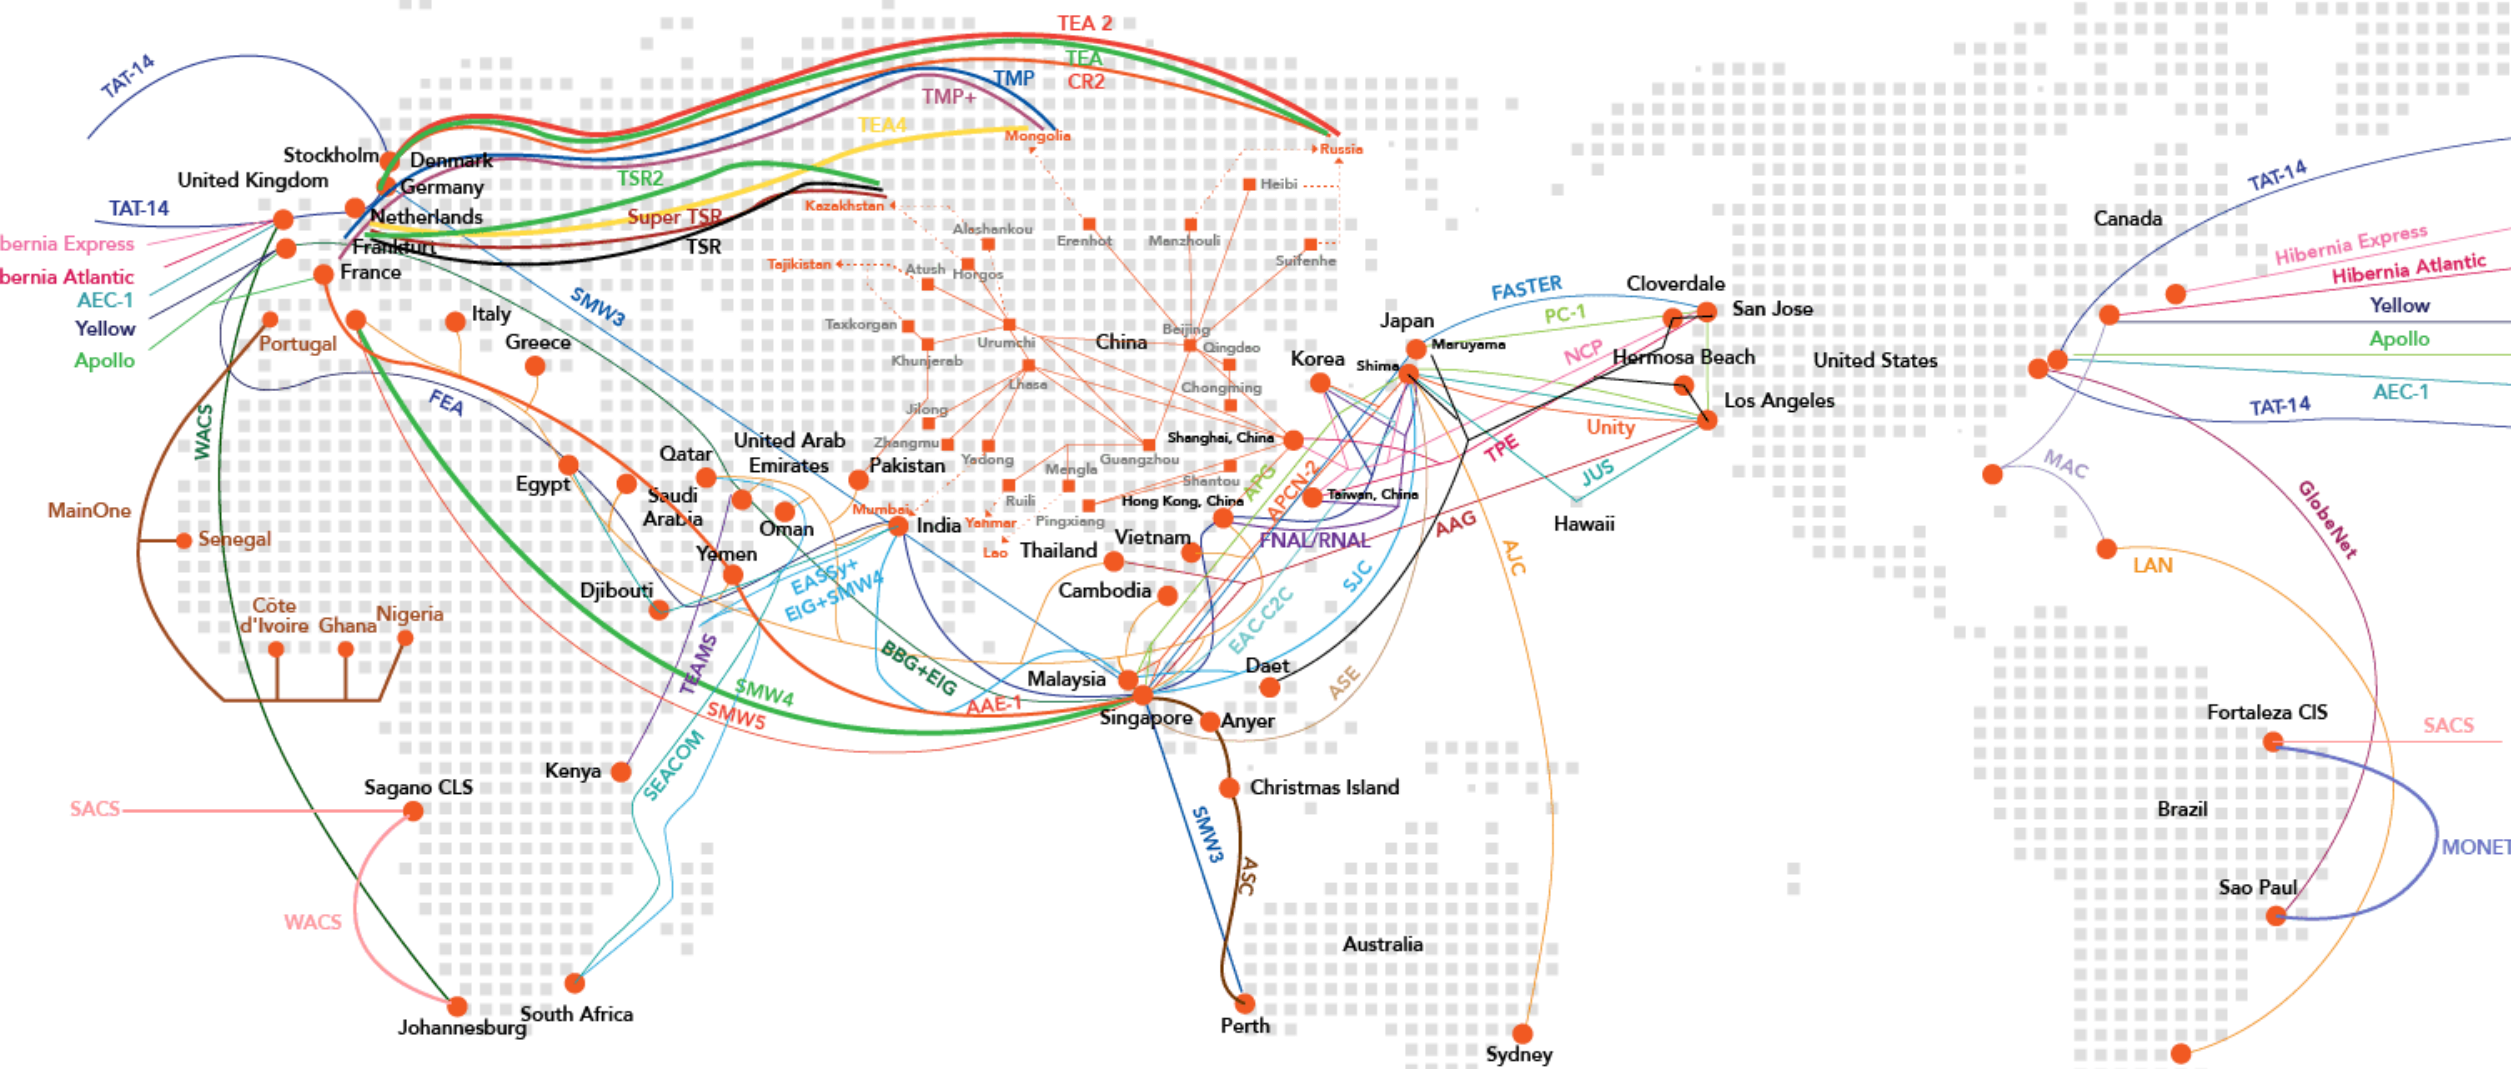 TEA 2
TEA
CR2
TMP
TMP+
TEA4
TAT-14
Mongolia
Russia
Stockholm
Denmark
United Kingdom
Germany
TSR2
Heibi
TAT-14
Netherlands
Super TSR
Kazakhstan
TAT-14
Canada
bernia Express
Frankfurt
TSR
Alashankou
Erenhot
Manzhouli
Suifenhe
Hibernia Express
bernia Atlantic
France
Tajikistan
Atush
Horgos
Hibernia Atlantic
AEC-1
SMW3
FASTER
Cloverdale
Yellow
Yellow
Italy
Taxkorgan
Urumchi
China
Beijing
Japan
PC-1
San Jose
Portugal
Greece
Khunjerab
Qingdao
Korea
Maruyama
NCP
Hermosa Beach
United States
Apollo
Apollo
Shima
Lhasa
Chongming
AEC-1
FEA
Jilong
Los Angeles
TAT-14
WACS
Qatar
United Arab
Emirates
Zhangmu
Yadong
Guangzhou
Shanghai, China
Unity
TPE
Pakistan
Mengla
Shantou
JUS
MAC
Egypt
Saudi
Arabia
Ruili
APG
APCN-2
Taiwan, China
MainOne
Oman
Mumbai
India
Yanmar
Pingxiang
Hong Kong, China
AAG
Hawaii
GlobeNet
Senegal
Yemen
Lao
Thailand
Vietnam
FNAL/RNAL
AJC
LAN
Djibouti
EASSy+
EIG+SMW4
Cambodia
SJC
Côte
d'Ivoire
Ghana
Nigeria
EAC-C2C
TEAMS
BBG+EIG
Malaysia
Daet
ASE
SMW4
SMW5
AAE-1
Singapore
Anyer
Fortaleza CIS
SACS
SEACOM
Kenya
Sagano CLS
Christmas Island
SACS
SMW3
Brazil
MONET
ASC
WACS
Sao Paul
Australia
South Africa
Johannesburg
Perth
Sydney